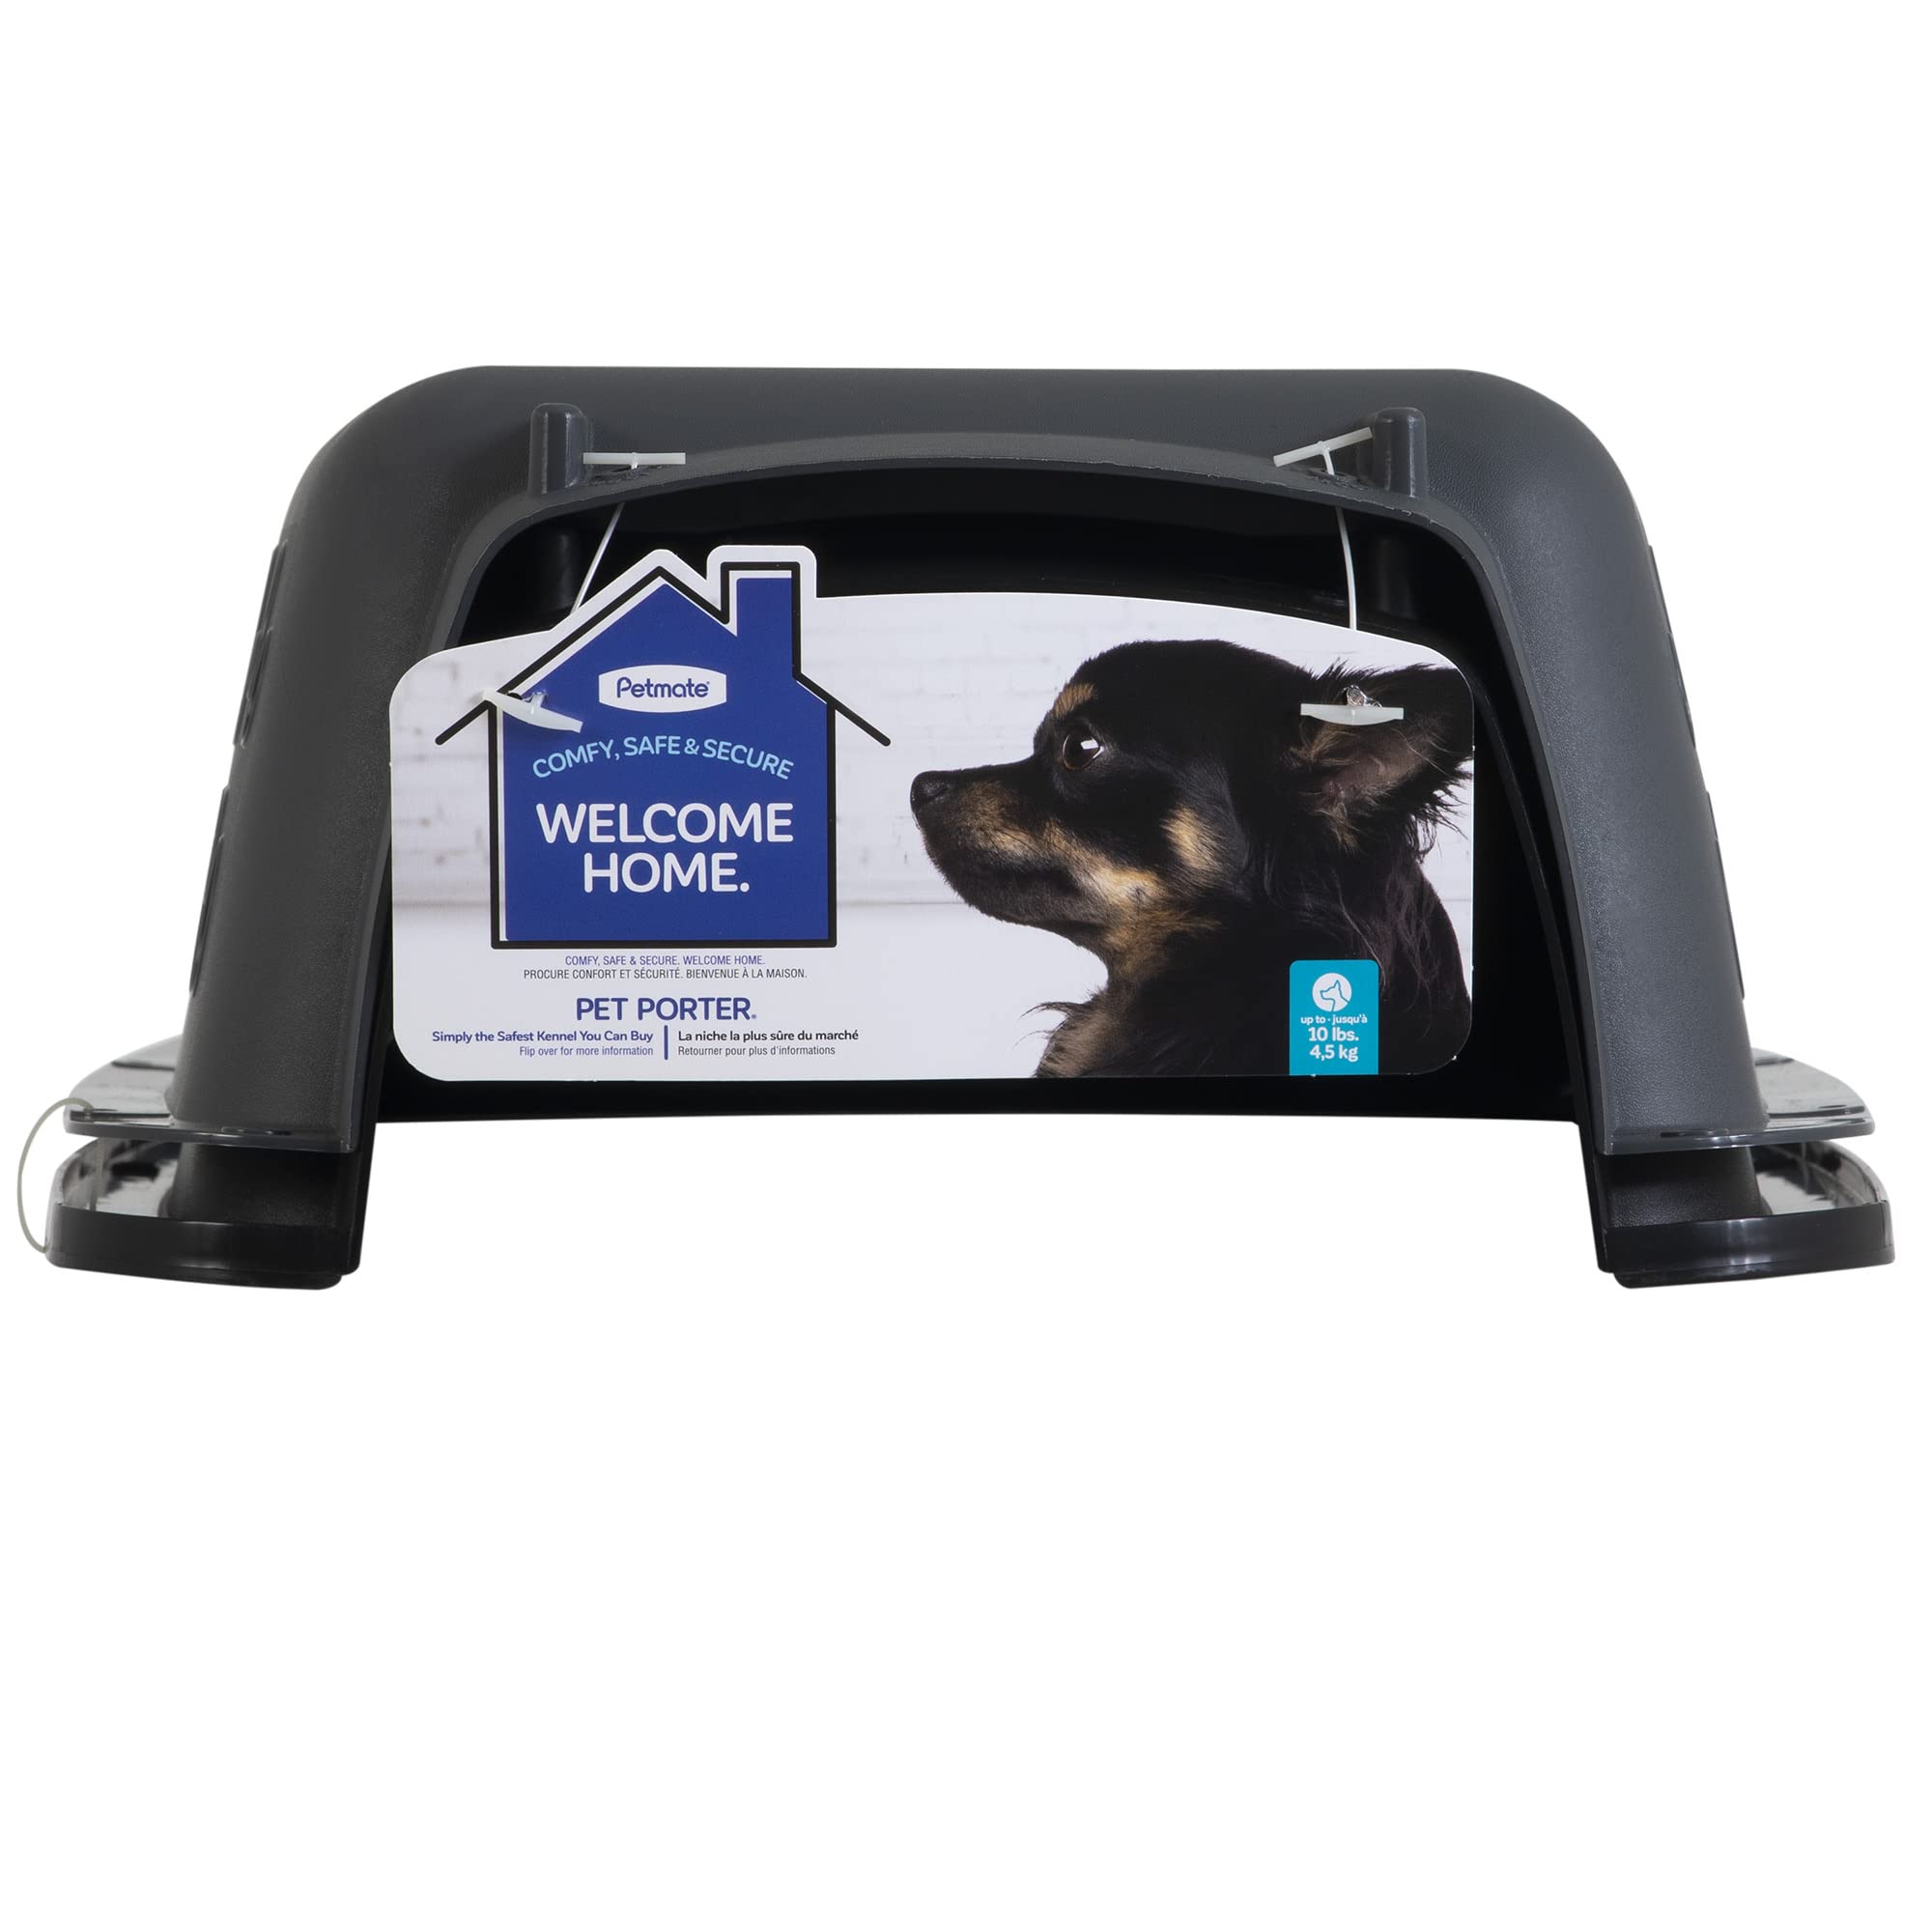 Petmate®
COMFY, SAFE & SECURE
WELCOME
HOME.
COMFY, SAFE & SECURE. WELCOME HOME.
PROCURE CONFORT ET SÉCURITÉ. BIENVENUE À LA MAISON.
PET PORTER®
Simply the Safest Kennel You Can Buy
Flip over for more information
La niche la plus sûre du marché
Retourner pour plus d'informations
up to · jusqu'à
10 lbs.
4,5 kg